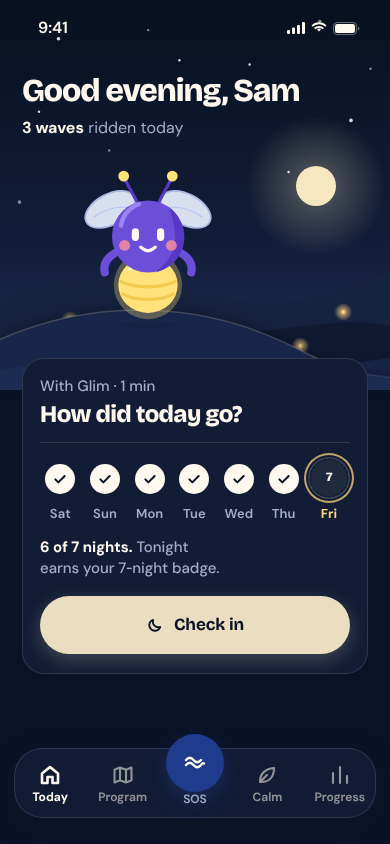 9:41
Good evening, Sam
3 waves ridden today
With Glim · 1 min
How did today go?
7
Sat Sun Mon Tue Wed Thu Fri
6 of 7 nights. Tonight
earns your 7-night badge.
Check in
Today Program SOS Calm Progress